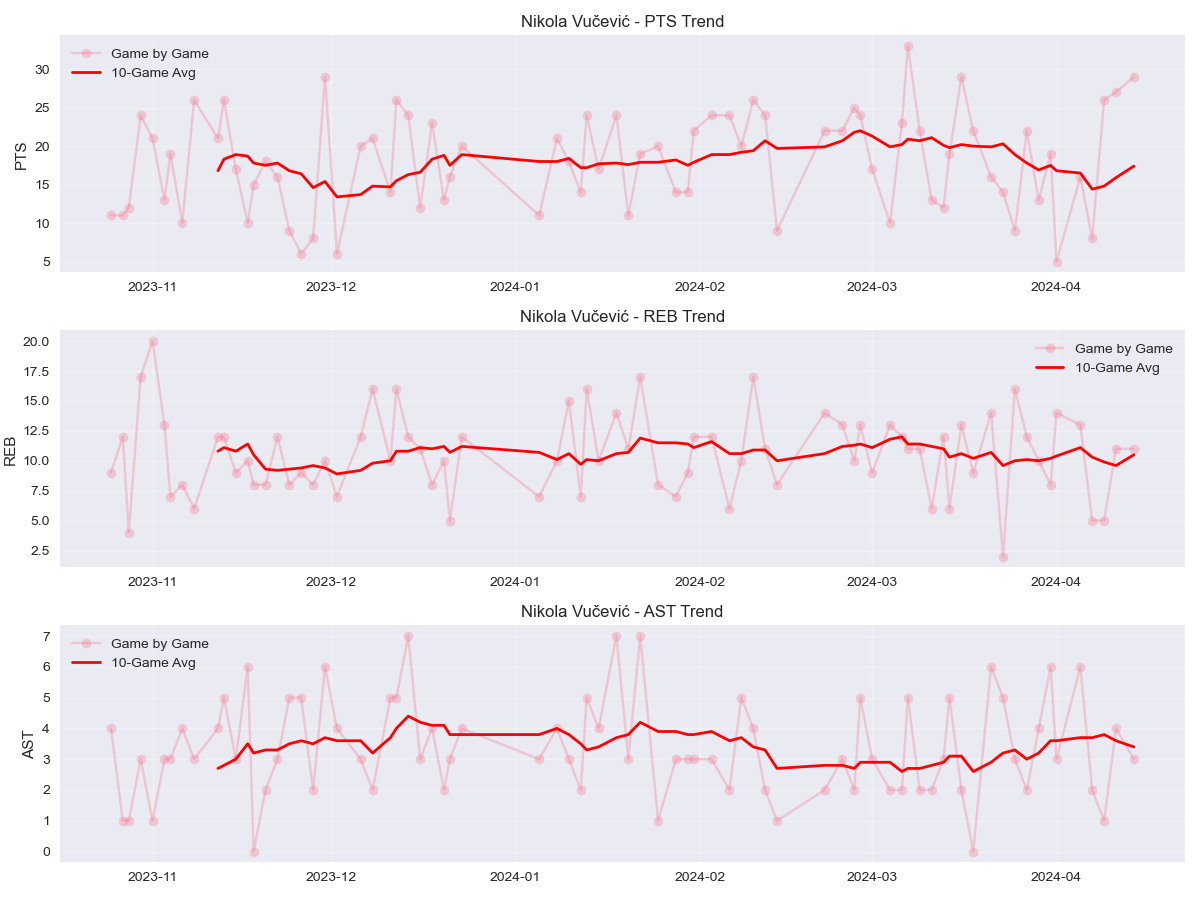 Nikola Vučević - PTS Trend
Game by Game
10-Game Avg
PTS
30
25
20
15
10
5
2023-11 2023-12 2024-01 2024-02 2024-03 2024-04
Nikola Vučević - REB Trend
Game by Game
10-Game Avg
REB
20.0
17.5
15.0
12.5
10.0
7.5
5.0
2.5
2023-11 2023-12 2024-01 2024-02 2024-03 2024-04
Nikola Vučević - AST Trend
Game by Game
10-Game Avg
AST
7
6
5
4
3
2
1
0
2023-11 2023-12 2024-01 2024-02 2024-03 2024-04